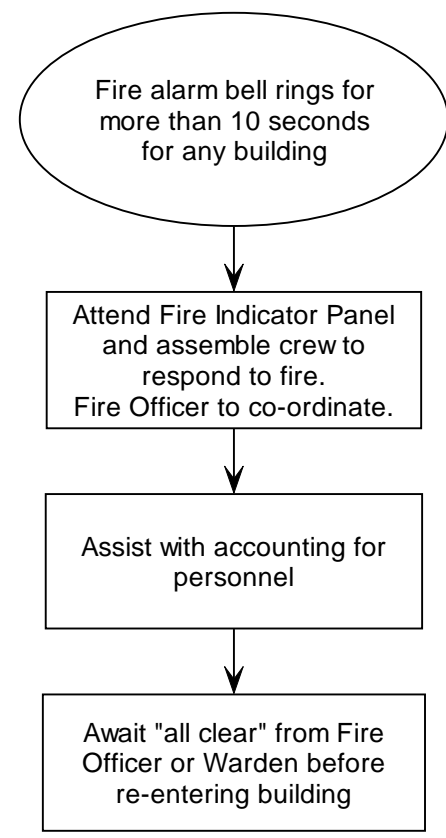 Fire alarm bell rings for
more than 10 seconds
for any building
Attend Fire Indicator Panel
and assemble crew to
respond to fire.
Fire Officer to co-ordinate.
Assist with accounting for
personnel
Await "all clear" from Fire
Officer or Warden before
re-entering building